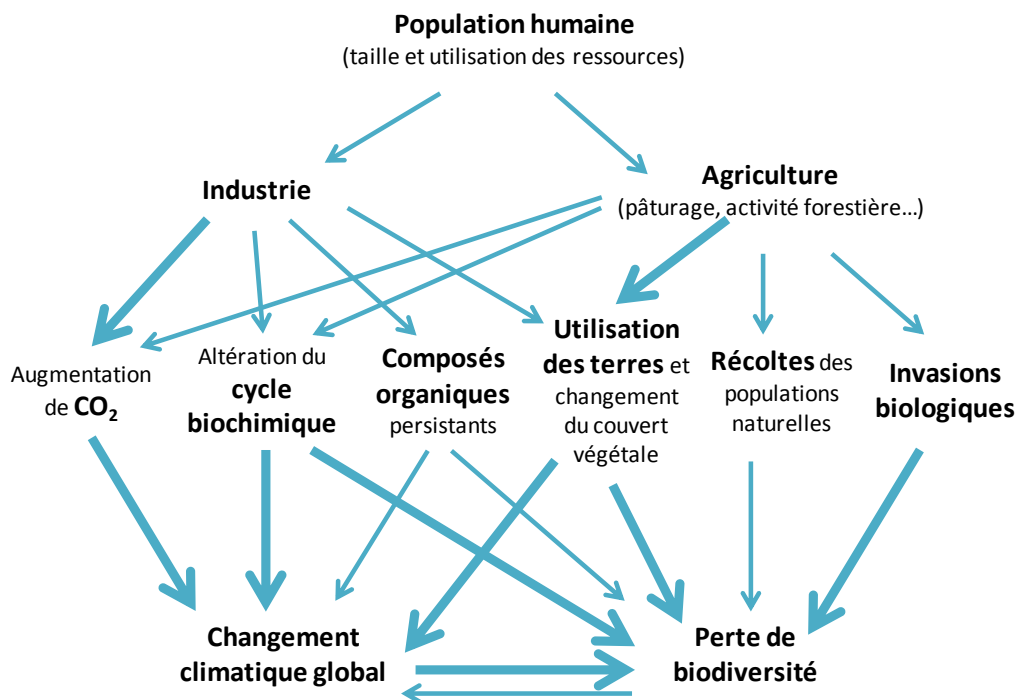 Population humaine
(taille et utilisation des ressources)
Industrie
Agriculture
(pâturage, activité forestière...)
Augmentation
de CO₂
Altération du
cycle
biochimique
Composés
organiques
persistants
Utilisation
des terres et
changement
du couvert
végétale
Récoltes des
populations
naturelles
Invasions
biologiques
Changement
climatique global
Perte de
biodiversité